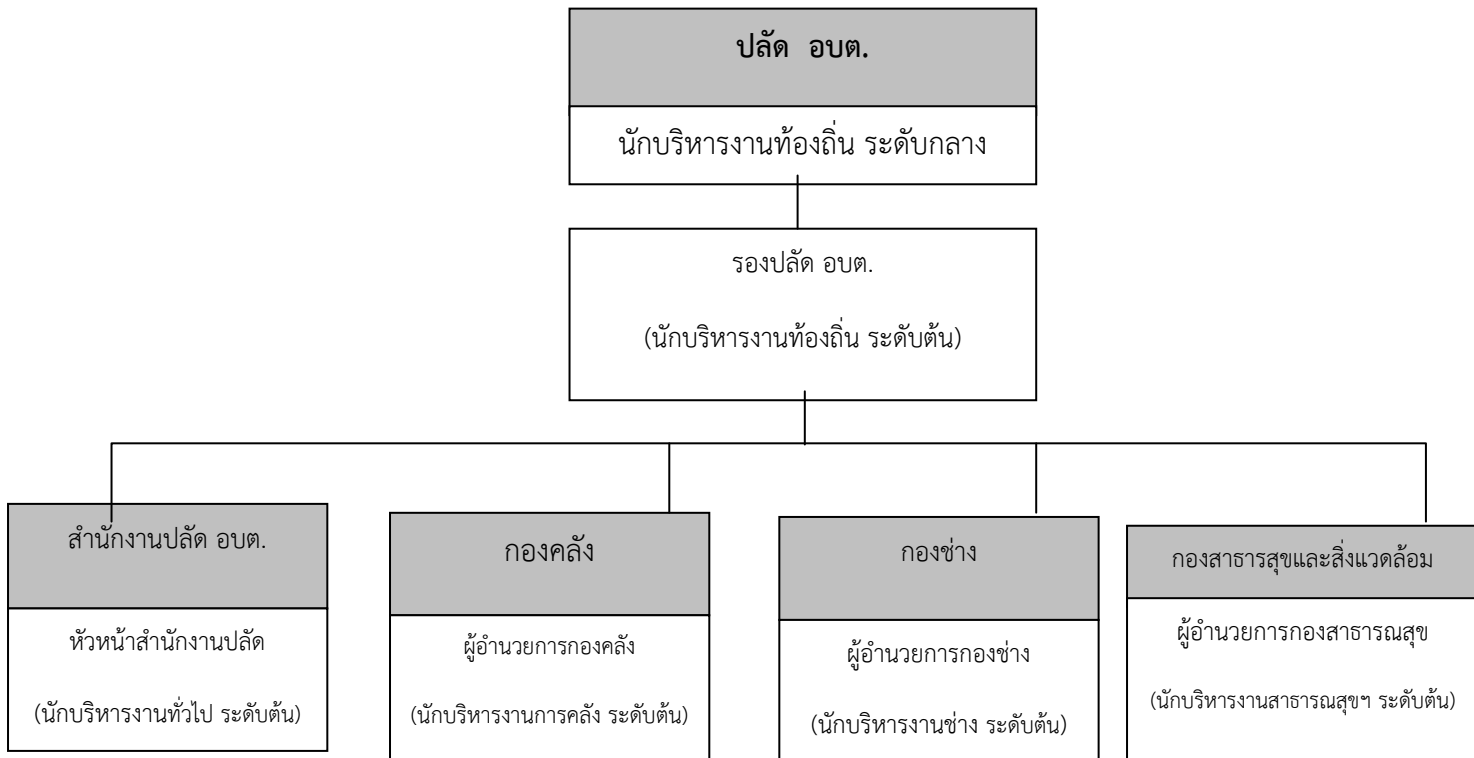 ปลัด อบต.
นักบริหารงานท้องถิ่น ระดับกลาง
รองปลัด อบต.
(นักบริหารงานท้องถิ่น ระดับต้น)
สำนักงานปลัด อบต.
หัวหน้าสำนักงานปลัด
(นักบริหารงานทั่วไป ระดับต้น)
กองคลัง
ผู้อำนวยการกองคลัง
(นักบริหารงานการคลัง ระดับต้น)
กองช่าง
ผู้อำนวยการกองช่าง
(นักบริหารงานช่าง ระดับต้น)
กองสาธารสุขและสิ่งแวดล้อม
ผู้อำนวยการกองสาธารณสุข
(นักบริหารงานสาธารณสุขฯ ระดับต้น)